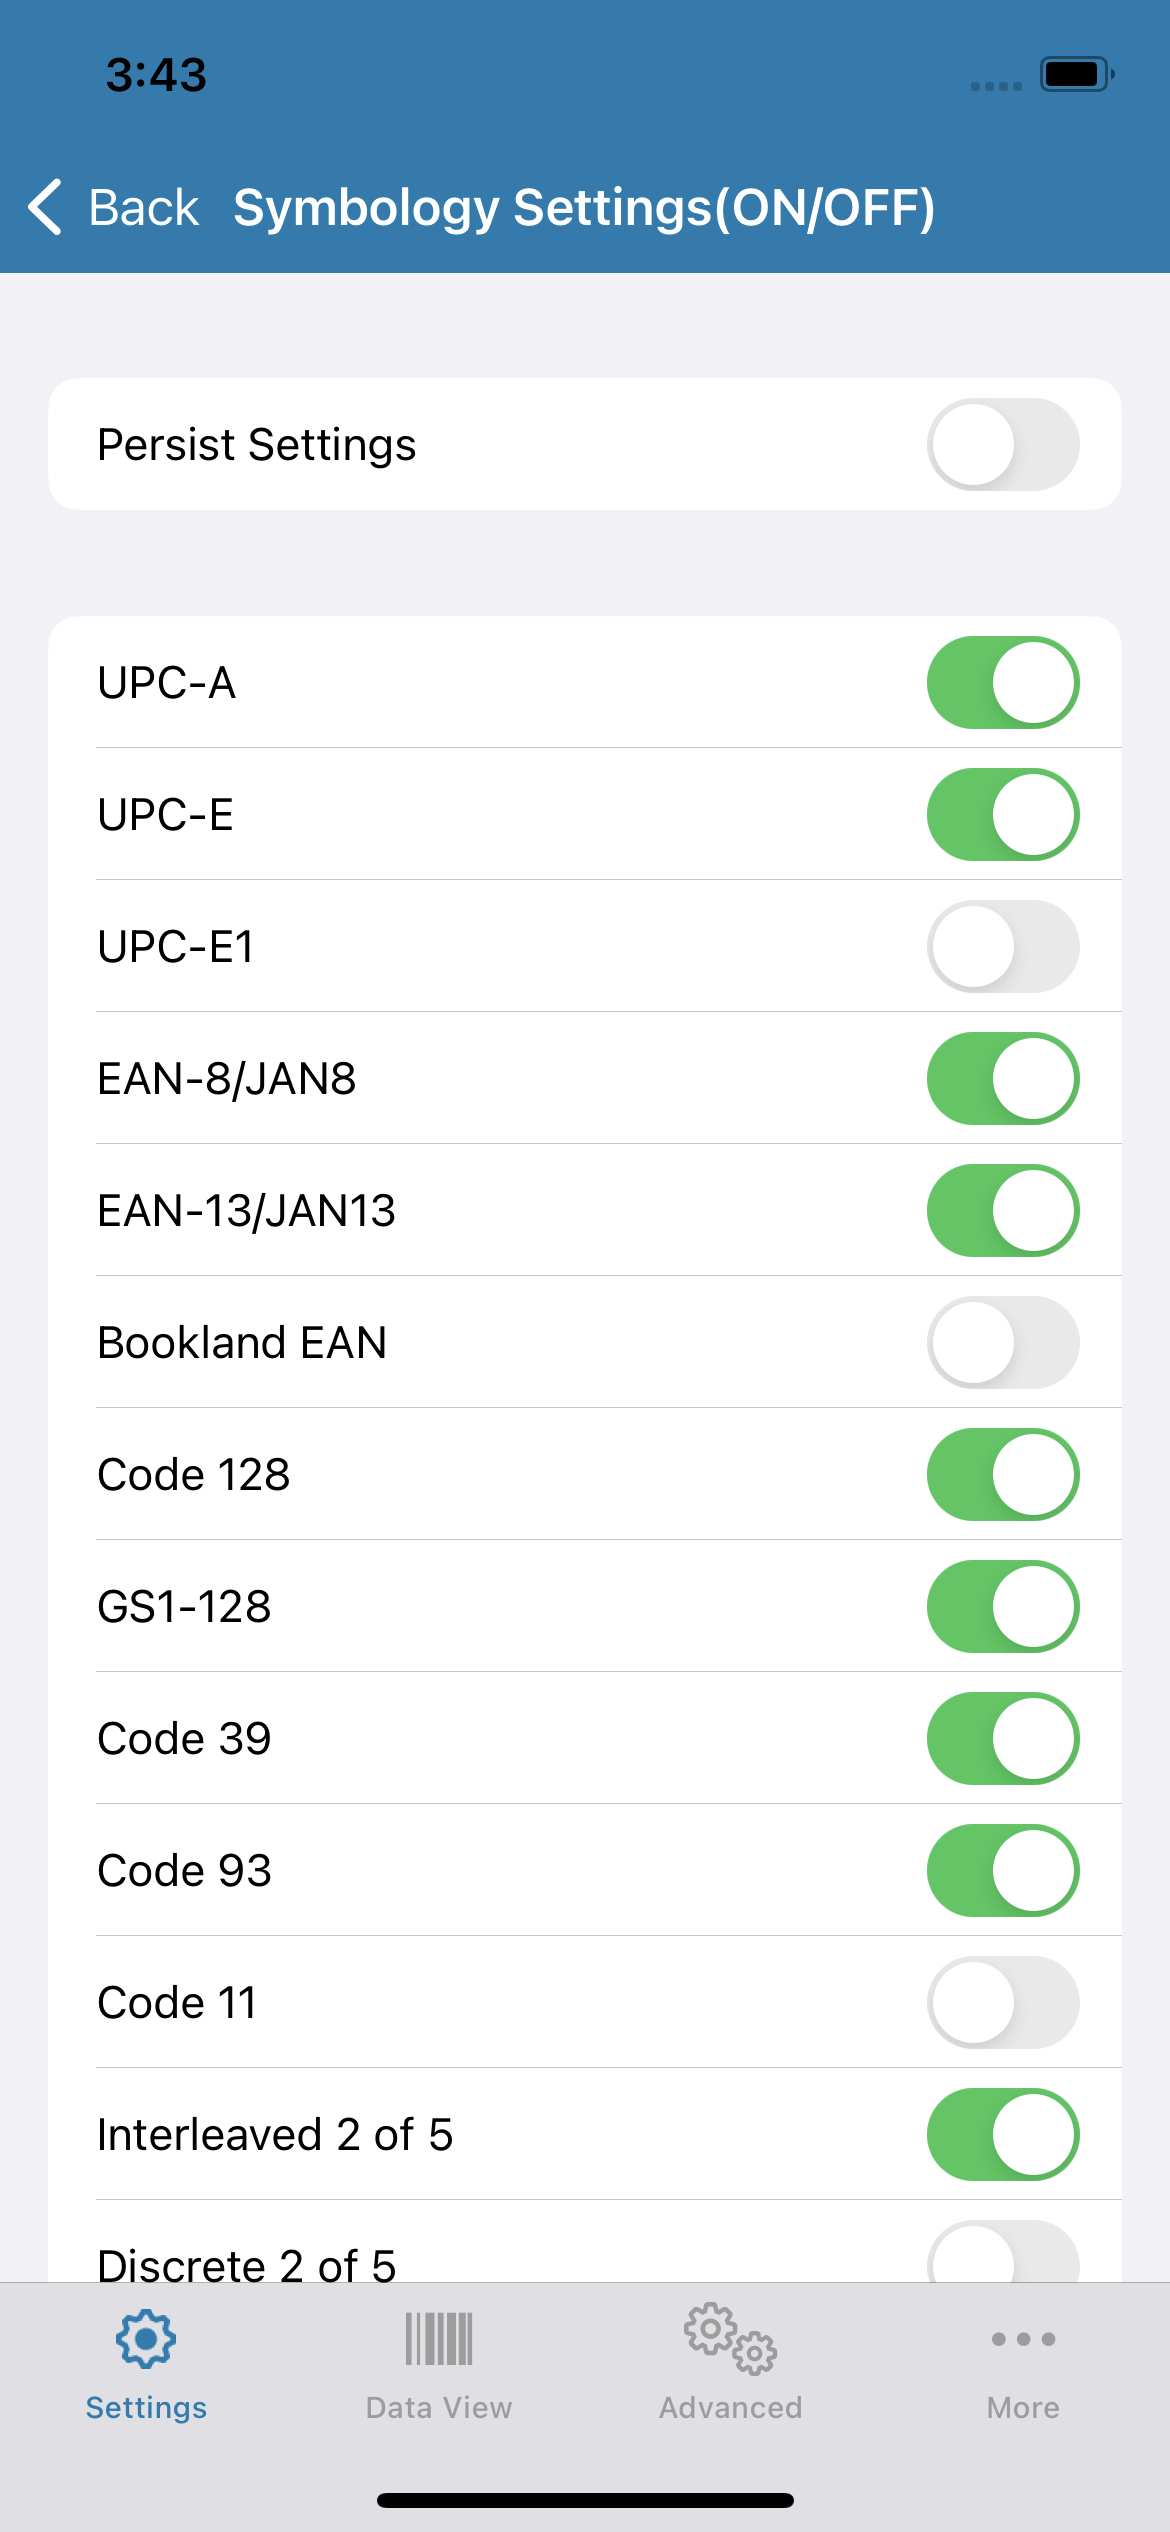 3:43
Back Symbology Settings(ON/OFF)
Persist Settings
UPC-A
UPC-E
UPC-E1
EAN-8/JAN8
EAN-13/JAN13
Bookland EAN
Code 128
GS1-128
Code 39
Code 93
Code 11
Interleaved 2 of 5
Discrete 2 of 5
Settings Data View Advanced More